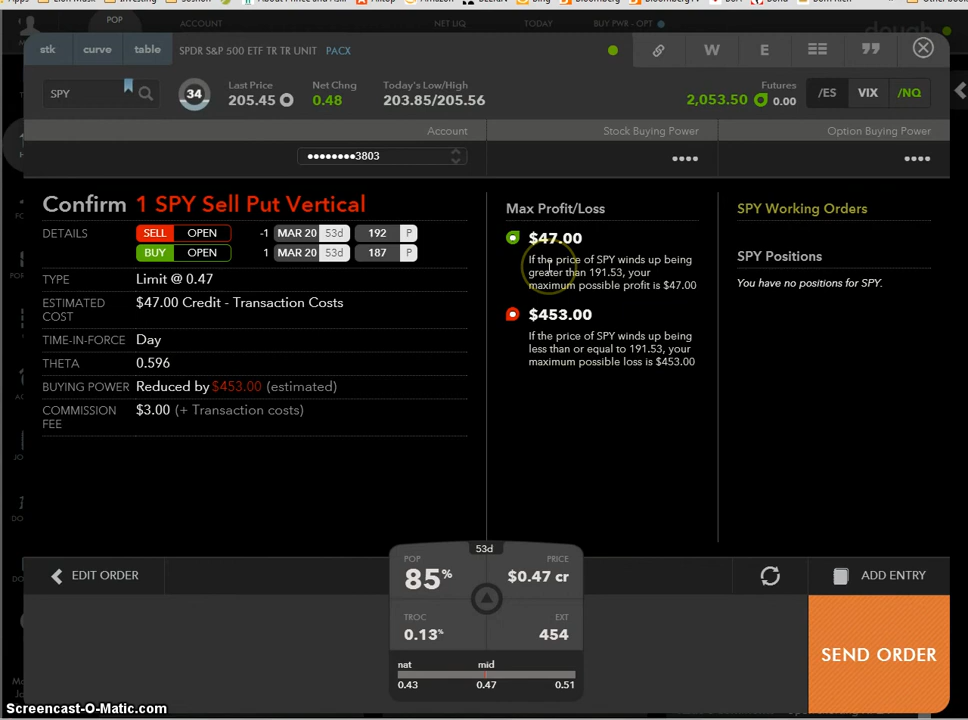 POP
ACCOUNT
NET LIQ
TODAY
BUY PWR - OPT
stk
curve
table
SPDR S&P 500 ETF TR TR UNIT PACX
W
E
SPY
34
Last Price
205.45
Net Chng
0.48
Today's Low/High
203.85/205.56
Futures
2,053.50 0.00
/ES
VIX
/NQ
Account
Stock Buying Power
Option Buying Power
••••••••3803
••••
••••
Confirm 1 SPY Sell Put Vertical
DETAILS SELL OPEN -1 MAR 20 53d 192 P
BUY OPEN 1 MAR 20 53d 187 P
TYPE Limit @ 0.47
ESTIMATED COST $47.00 Credit - Transaction Costs
TIME-IN-FORCE Day
THETA 0.596
BUYING POWER Reduced by $453.00 (estimated)
COMMISSION FEE $3.00 (+ Transaction costs)
Max Profit/Loss
$47.00
If the price of SPY winds up being
greater than 191.53, your
maximum possible profit is $47.00
$453.00
If the price of SPY winds up being
less than or equal to 191.53, your
maximum possible loss is $453.00
SPY Working Orders
SPY Positions
You have no positions for SPY.
EDIT ORDER
53d
POP
85%
PRICE
$0.47 cr
TROC
0.13%
EXT
454
nat mid
0.43 0.47 0.51
ADD ENTRY
SEND ORDER
Screencast-O-Matic.com